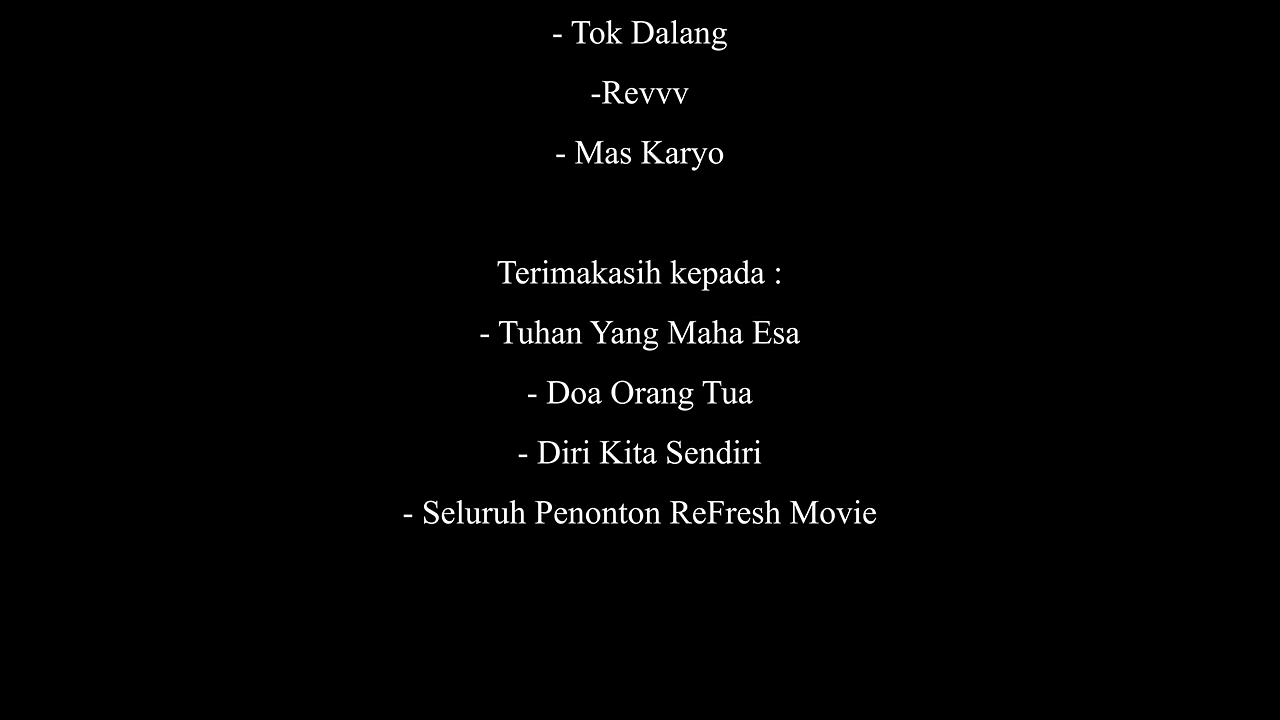 - Tok Dalang
-Revvv
- Mas Karyo
Terimakasih kepada :
- Tuhan Yang Maha Esa
- Doa Orang Tua
- Diri Kita Sendiri
- Seluruh Penonton ReFresh Movie